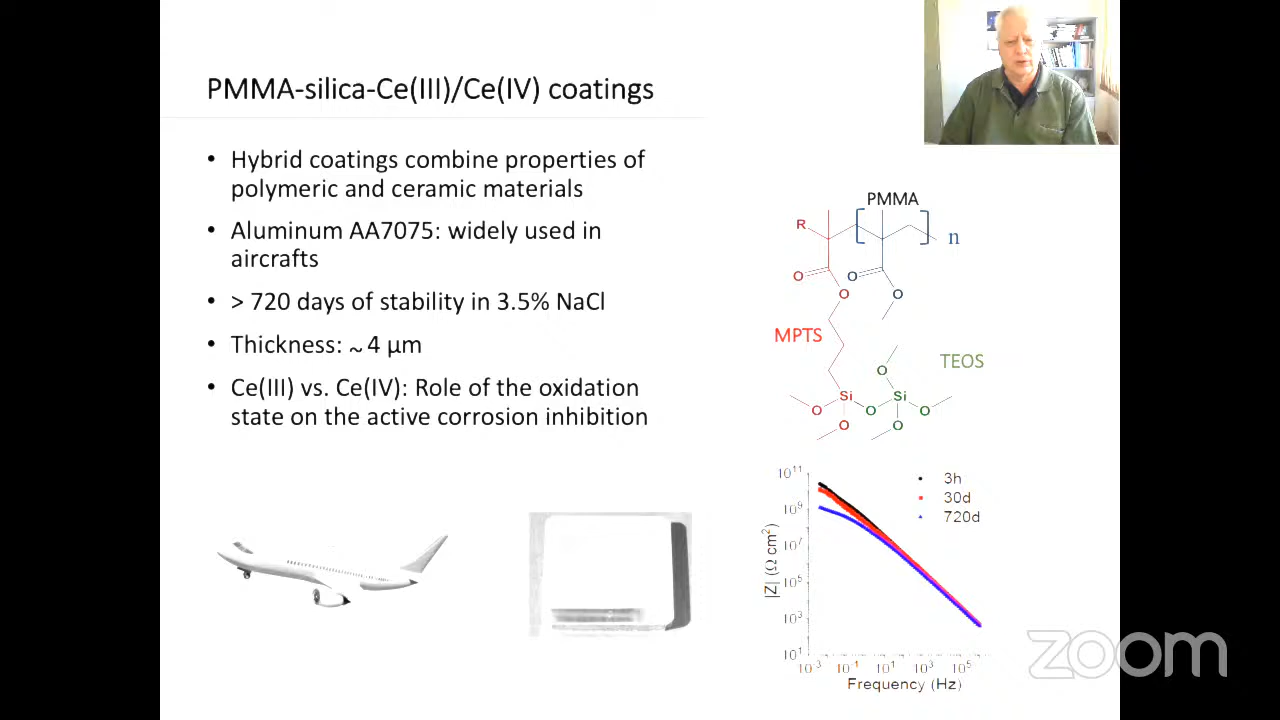 PMMA-silica-Ce(III)/Ce(IV) coatings
• Hybrid coatings combine properties of
polymeric and ceramic materials
• Aluminum AA7075: widely used in
aircrafts
• > 720 days of stability in 3.5% NaCl
• Thickness: ~ 4 µm
• Ce(III) vs. Ce(IV): Role of the oxidation
state on the active corrosion inhibition
PMMA
R
n
O O
O O
MPTS
TEOS
O
Si Si
O O O O
O O
10¹¹
10⁹
10⁷
10⁵
10³
10¹
|Z| (Ω cm²)
3h
30d
720d
10⁻³ 10⁻¹ 10¹ 10³ 10⁵
Frequency (Hz)
zoom